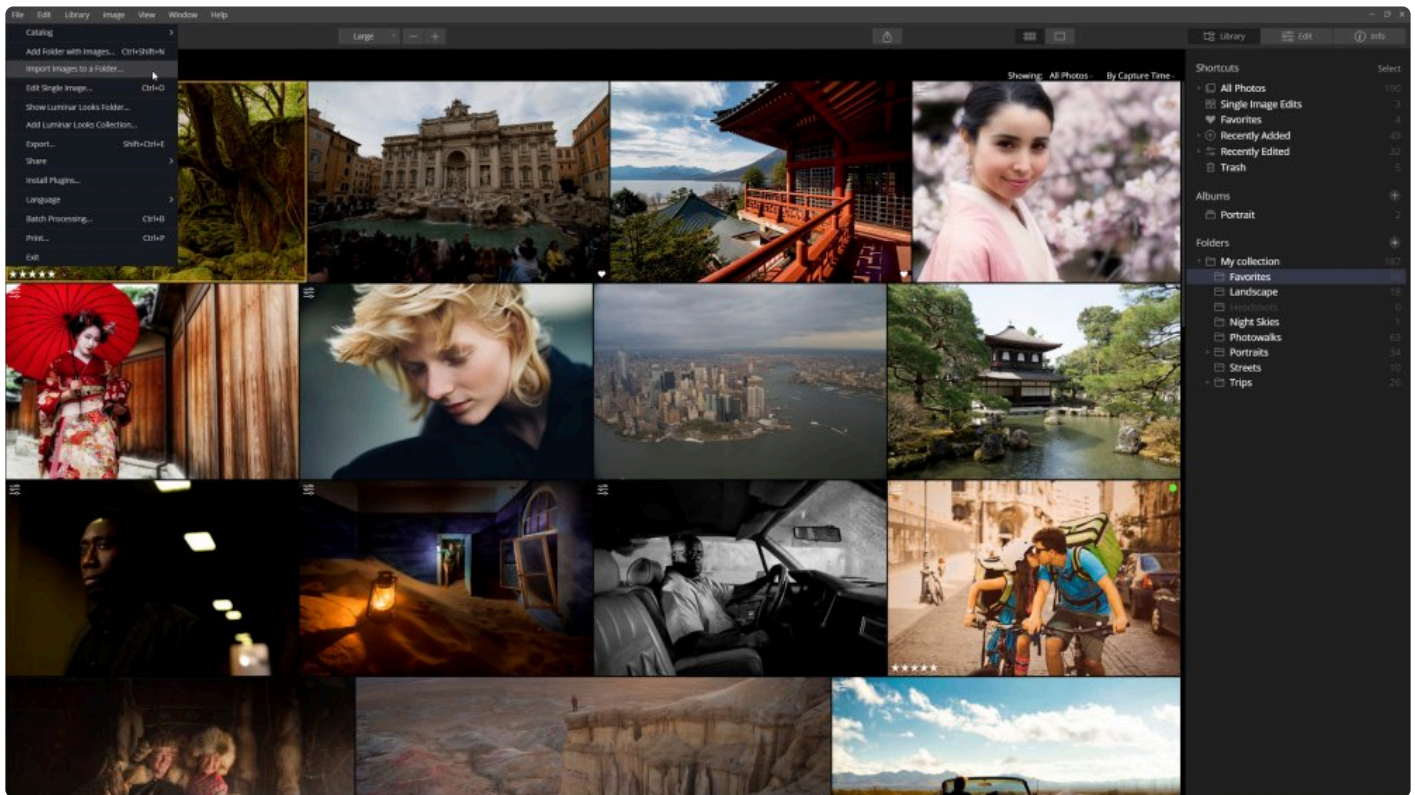 File Edit Library Image View Window Help
Catalog
Add Folder with Images... Ctrl+Shift+N
Import Images to a Folder...
Edit Single Image... Ctrl+O
Show Luminar Looks Folder...
Add Luminar Looks Collection...
Export... Shift+Ctrl+E
Share
Install Plugins...
Language
Batch Processing... Ctrl+B
Print... Ctrl+P
Exit
Large
Library Edit Info
Showing: All Photos By Capture Time
Shortcuts Select
All Photos
Single Image Edits 3
Favorites 4
Recently Added 49
Recently Edited 32
Trash 5
Albums
Portrait 2
Folders
My collection 187
Favorites
Landscape 18
Headshots 0
Night Skies 1
Photowalks 63
Portraits 34
Streets 10
Trips 26